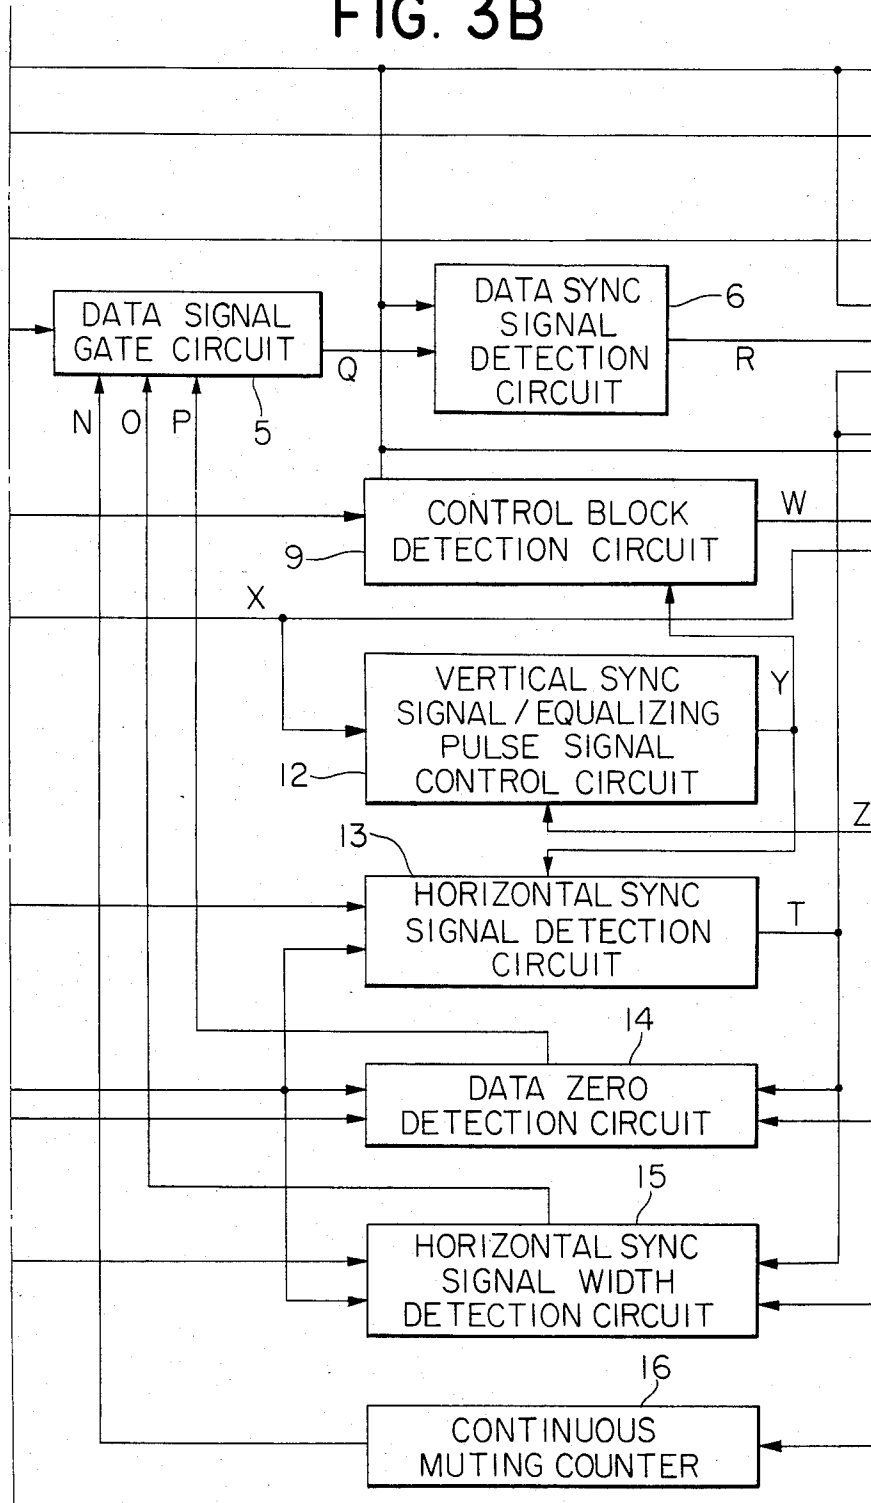 FIG. 3B
DATA SIGNAL
GATE CIRCUIT
5
N
O
P
Q
DATA SYNC
SIGNAL
DETECTION
CIRCUIT
6
R
CONTROL BLOCK
DETECTION CIRCUIT
9
W
X
VERTICAL SYNC
SIGNAL/EQUALIZING
PULSE SIGNAL
CONTROL CIRCUIT
12
Y
Z
13
HORIZONTAL SYNC
SIGNAL DETECTION
CIRCUIT
T
14
DATA ZERO
DETECTION CIRCUIT
15
HORIZONTAL SYNC
SIGNAL WIDTH
DETECTION CIRCUIT
16
CONTINUOUS
MUTING COUNTER